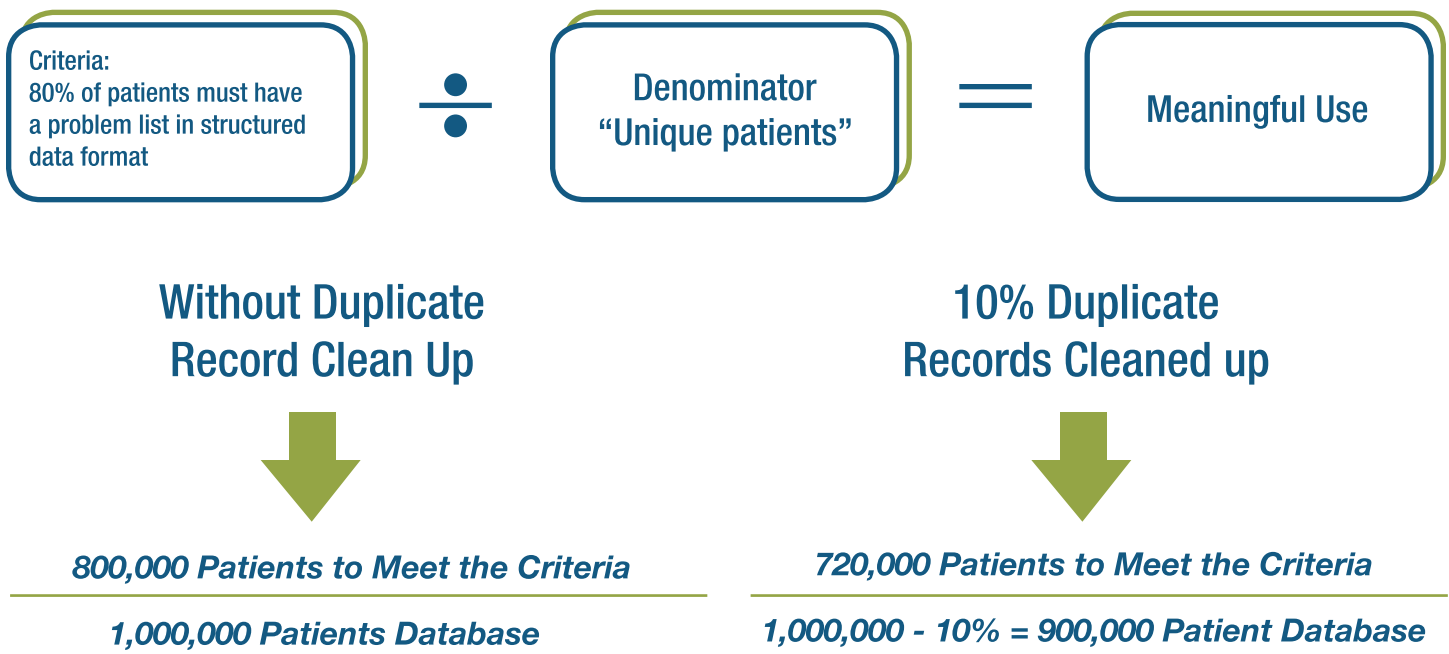 Criteria:
80% of patients must have
a problem list in structured
data format
÷
Denominator
“Unique patients”
=
Meaningful Use
Without Duplicate
Record Clean Up
10% Duplicate
Records Cleaned up
800,000 Patients to Meet the Criteria
1,000,000 Patients Database
720,000 Patients to Meet the Criteria
1,000,000 - 10% = 900,000 Patient Database